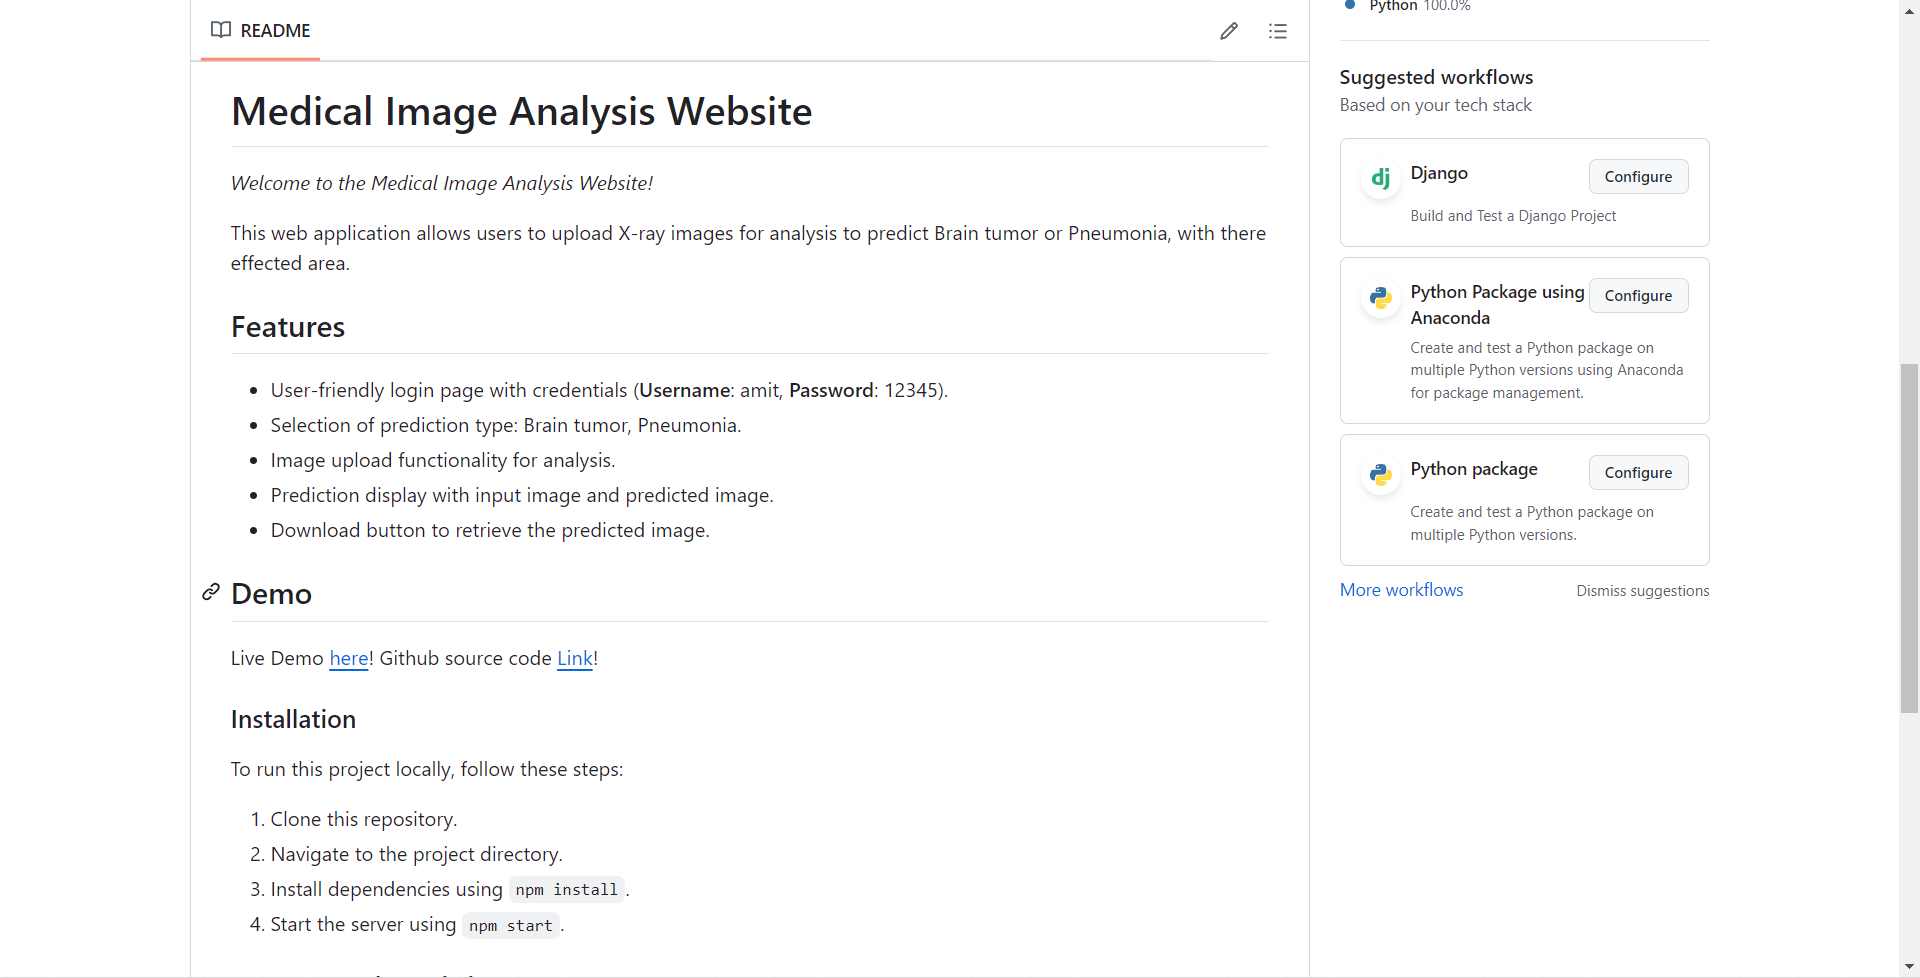 README
Medical Image Analysis Website
Welcome to the Medical Image Analysis Website!
This web application allows users to upload X-ray images for analysis to predict Brain tumor or Pneumonia, with there
effected area.
Features
User-friendly login page with credentials (Username: amit, Password: 12345).
Selection of prediction type: Brain tumor, Pneumonia.
Image upload functionality for analysis.
Prediction display with input image and predicted image.
Download button to retrieve the predicted image.
Demo
Live Demo here! Github source code Link!
Installation
To run this project locally, follow these steps:
1. Clone this repository.
2. Navigate to the project directory.
3. Install dependencies using npm install.
4. Start the server using npm start.
Python 100.0%
Suggested workflows
Based on your tech stack
dj
Django
Configure
Build and Test a Django Project
Python Package using
Anaconda
Configure
Create and test a Python package on
multiple Python versions using Anaconda
for package management.
Python package
Configure
Create and test a Python package on
multiple Python versions.
More workflows
Dismiss suggestions